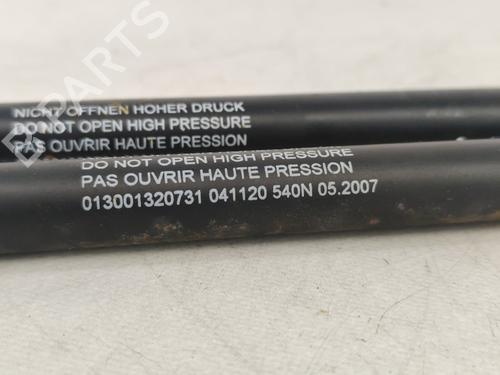 NICHT OFFNEN HOHER DRUCK
DO NOT OPEN HIGH PRESSURE
PAS OUVRIR HAUTE PRESSION
DO NOT OPEN HIGH PRESSURE
PAS OUVRIR HAUTE PRESSION
013001320731 041120 540N 05.2007